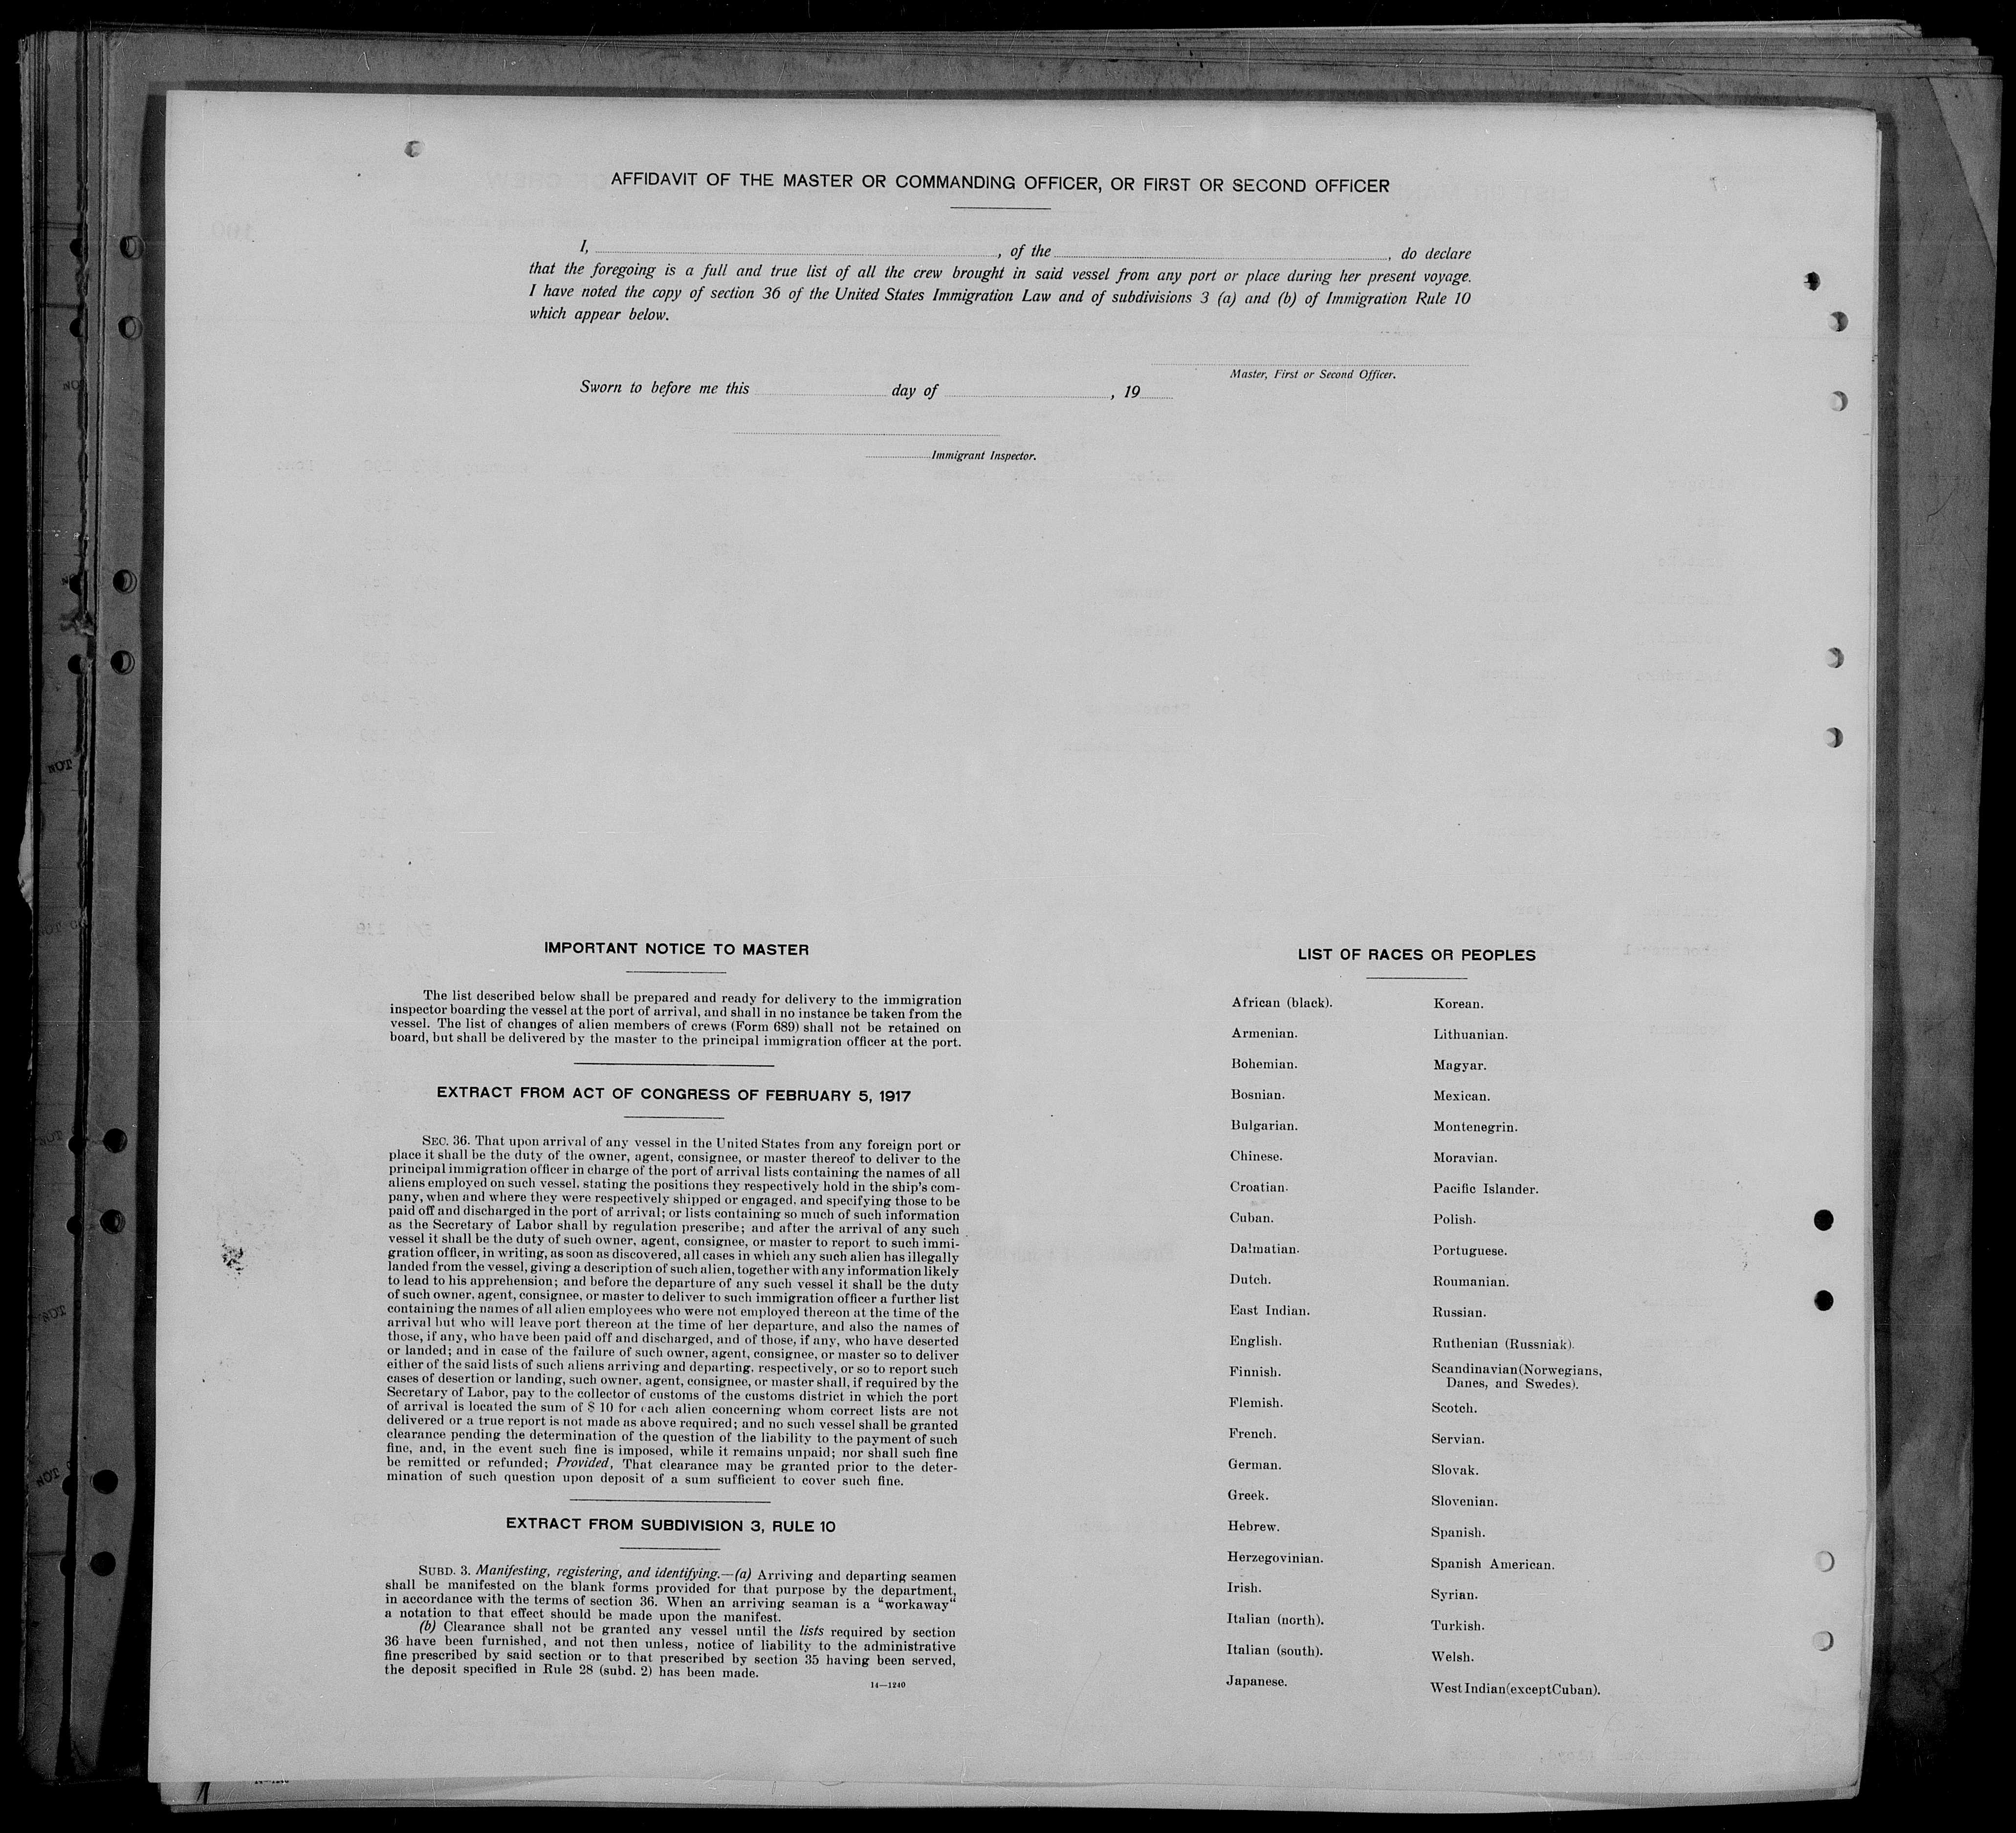 AFFIDAVIT OF THE MASTER OR COMMANDING OFFICER, OR FIRST OR SECOND OFFICER
I, , of the , do declare
that the foregoing is a full and true list of all the crew brought in said vessel from any port or place during her present voyage.
I have noted the copy of section 36 of the United States Immigration Law and of subdivisions 3 (a) and (b) of Immigration Rule 10
which appear below.
Master, First or Second Officer.
Sworn to before me this day of , 19
Immigrant Inspector.
IMPORTANT NOTICE TO MASTER
The list described below shall be prepared and ready for delivery to the immigration
inspector boarding the vessel at the port of arrival, and shall in no instance be taken from the
vessel. The list of changes of alien members of crews (Form 689) shall not be retained on
board, but shall be delivered by the master to the principal immigration officer at the port.
EXTRACT FROM ACT OF CONGRESS OF FEBRUARY 5, 1917
SEC. 36. That upon arrival of any vessel in the United States from any foreign port or
place it shall be the duty of the owner, agent, consignee, or master thereof to deliver to the
principal immigration officer in charge of the port of arrival lists containing the names of all
aliens employed on such vessel, stating the positions they respectively hold in the ship's com-
pany, when and where they were respectively shipped or engaged, and specifying those to be
paid off and discharged in the port of arrival; or lists containing so much of such information
as the Secretary of Labor shall by regulation prescribe; and after the arrival of any such
vessel it shall be the duty of such owner, agent, consignee, or master to report to such immi-
gration officer, in writing, as soon as discovered, all cases in which any such alien has illegally
landed from the vessel, giving a description of such alien, together with any information likely
to lead to his apprehension; and before the departure of any such vessel it shall be the duty
of such owner, agent, consignee, or master to deliver to such immigration officer a further list
containing the names of all alien employees who were not employed thereon at the time of the
arrival but who will leave port thereon at the time of her departure, and also the names of
those, if any, who have been paid off and discharged, and of those, if any, who have deserted
or landed; and in case of the failure of such owner, agent, consignee, or master so to deliver
either of the said lists of such aliens arriving and departing, respectively, or so to report such
cases of desertion or landing, such owner, agent, consignee, or master shall, if required by the
Secretary of Labor, pay to the collector of customs of the customs district in which the port
of arrival is located the sum of $ 10 for each alien concerning whom correct lists are not
delivered or a true report is not made as above required; and no such vessel shall be granted
clearance pending the determination of the question of the liability to the payment of such
fine, and, in the event such fine is imposed, while it remains unpaid; nor shall such fine
be remitted or refunded; Provided, That clearance may be granted prior to the deter-
mination of such question upon deposit of a sum sufficient to cover such fine.
EXTRACT FROM SUBDIVISION 3, RULE 10
SUBD. 3. Manifesting, registering, and identifying.—(a) Arriving and departing seamen
shall be manifested on the blank forms provided for that purpose by the department,
in accordance with the terms of section 36. When an arriving seaman is a "workaway"
a notation to that effect should be made upon the manifest.
(b) Clearance shall not be granted any vessel until the lists required by section
36 have been furnished, and not then unless, notice of liability to the administrative
fine prescribed by said section or to that prescribed by section 35 having been served,
the deposit specified in Rule 28 (subd. 2) has been made.
14—1240
LIST OF RACES OR PEOPLES
African (black).
Armenian.
Bohemian.
Bosnian.
Bulgarian.
Chinese.
Croatian.
Cuban.
Dalmatian.
Dutch.
East Indian.
English.
Finnish.
Flemish.
French.
German.
Greek.
Hebrew.
Herzegovinian.
Irish.
Italian (north).
Italian (south).
Japanese.
Korean.
Lithuanian.
Magyar.
Mexican.
Montenegrin.
Moravian.
Pacific Islander.
Polish.
Portuguese.
Roumanian.
Russian.
Ruthenian (Russniak).
Scandinavian (Norwegians,
Danes, and Swedes).
Scotch.
Servian.
Slovak.
Slovenian.
Spanish.
Spanish American.
Syrian.
Turkish.
Welsh.
West Indian (except Cuban).